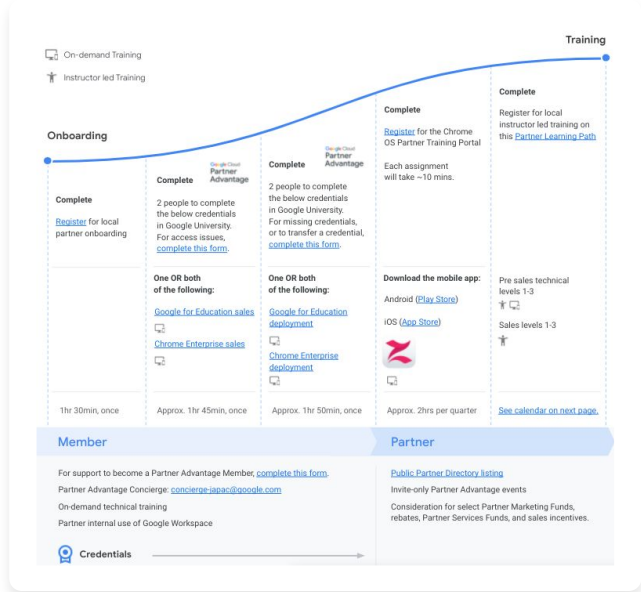 Training
On-demand Training
Instructor led Training
Onboarding
Complete
Register for local
partner onboarding
1hr 30min, once
Google Cloud
Partner
Advantage
Complete
2 people to complete
the below credentials
in Google University.
For access issues,
complete this form.
One OR both
of the following:
Google for Education sales
Chrome Enterprise sales
Approx. 1hr 45min, once
Google Cloud
Partner
Advantage
Complete
2 people to complete
the below credentials
in Google University.
For missing credentials,
or to transfer a credential,
complete this form.
One OR both
of the following:
Google for Education
deployment
Chrome Enterprise
deployment
Approx. 1hr 50min, once
Complete
Register for the Chrome
OS Partner Training Portal
Each assignment
will take ~10 mins.
Download the mobile app:
Android (Play Store)
iOS (App Store)
Approx. 2hrs per quarter
Complete
Register for local
instructor led training on
this Partner Learning Path
Pre sales technical
levels 1-3
Sales levels 1-3
See calendar on next page.
Member
For support to become a Partner Advantage Member, complete this form.
Partner Advantage Concierge: concierge-japac@google.com
On-demand technical training
Partner internal use of Google Workspace
Credentials
Partner
Public Partner Directory listing
Invite-only Partner Advantage events
Consideration for select Partner Marketing Funds,
rebates, Partner Services Funds, and sales incentives.